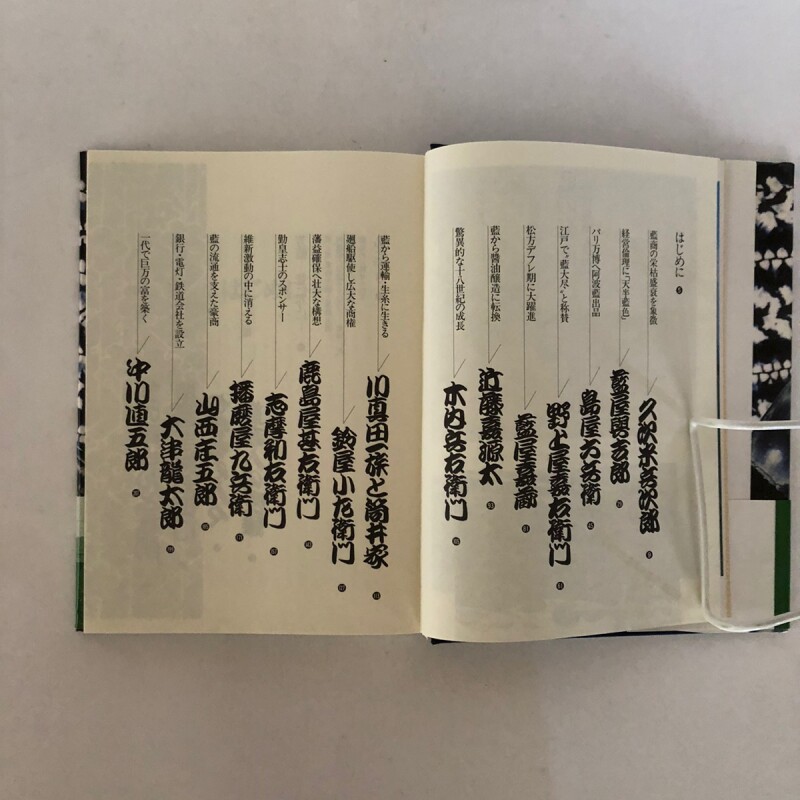 はじめに
藍商の栄枯盛衰を象徴
久次米兵次郎
経営倫理に『天半藍色』
藍屋與吉郎
パリ万博へ阿波藍出品
島屋六兵衛
江戸で“藍大尽”と称賛
野上屋嘉右衛門
松方デフレ期に大躍進
藍屋嘉蔵
藍から醬油醸造に転換
近藤嘉源太
驚異的な十八世紀の成長
木内兵右衛門
藍から運輸・生糸に生きる
川真田一族と筒井家
廻船駆使し広大な商権
鈴屋小左衛門
藩益確保へ壮大な構想
鹿島屋甚右衛門
勤皇志士のスポンサー
志摩利右衛門
維新激動の中に消える
播磨屋九兵衛
藍の流通を支えた豪商
山西庄五郎
銀行・電灯・鉄道会社を設立
大串龍太郎
一代で巨万の富を築く
中川虎五郎